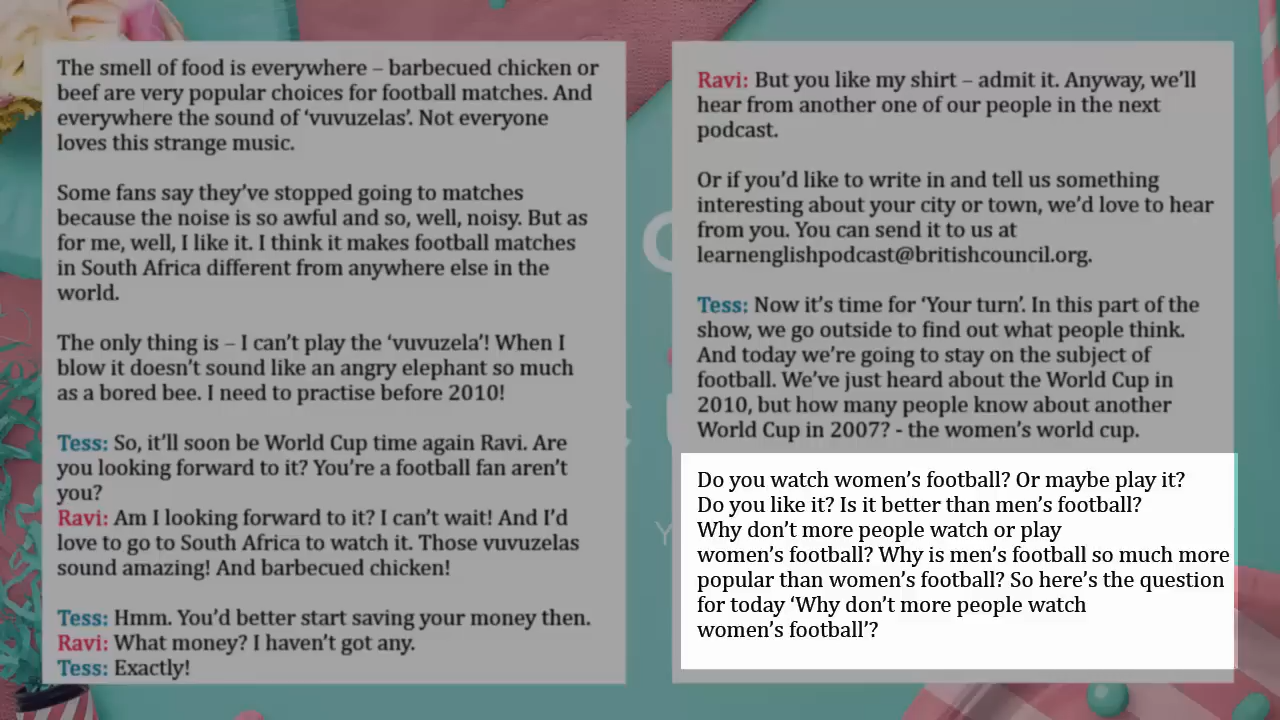 The smell of food is everywhere – barbecued chicken or
beef are very popular choices for football matches. And
everywhere the sound of ‘vuvuzelas’. Not everyone
loves this strange music.
Some fans say they’ve stopped going to matches
because the noise is so awful and so, well, noisy. But as
for me, well, I like it. I think it makes football matches
in South Africa different from anywhere else in the
world.
The only thing is – I can’t play the ‘vuvuzela’! When I
blow it doesn’t sound like an angry elephant so much
as a bored bee. I need to practise before 2010!
Tess: So, it’ll soon be World Cup time again Ravi. Are
you looking forward to it? You’re a football fan aren’t
you?
Ravi: Am I looking forward to it? I can’t wait! And I’d
love to go to South Africa to watch it. Those vuvuzelas
sound amazing! And barbecued chicken!
Tess: Hmm. You’d better start saving your money then.
Ravi: What money? I haven’t got any.
Tess: Exactly!
Ravi: But you like my shirt – admit it. Anyway, we’ll
hear from another one of our people in the next
podcast.
Or if you’d like to write in and tell us something
interesting about your city or town, we’d love to hear
from you. You can send it to us at
learnenglishpodcast@britishcouncil.org.
Tess: Now it’s time for ‘Your turn’. In this part of the
show, we go outside to find out what people think.
And today we’re going to stay on the subject of
football. We’ve just heard about the World Cup in
2010, but how many people know about another
World Cup in 2007? - the women’s world cup.
Do you watch women’s football? Or maybe play it?
Do you like it? Is it better than men’s football?
Why don’t more people watch or play
women’s football? Why is men’s football so much more
popular than women’s football? So here’s the question
for today ‘Why don’t more people watch
women’s football’?